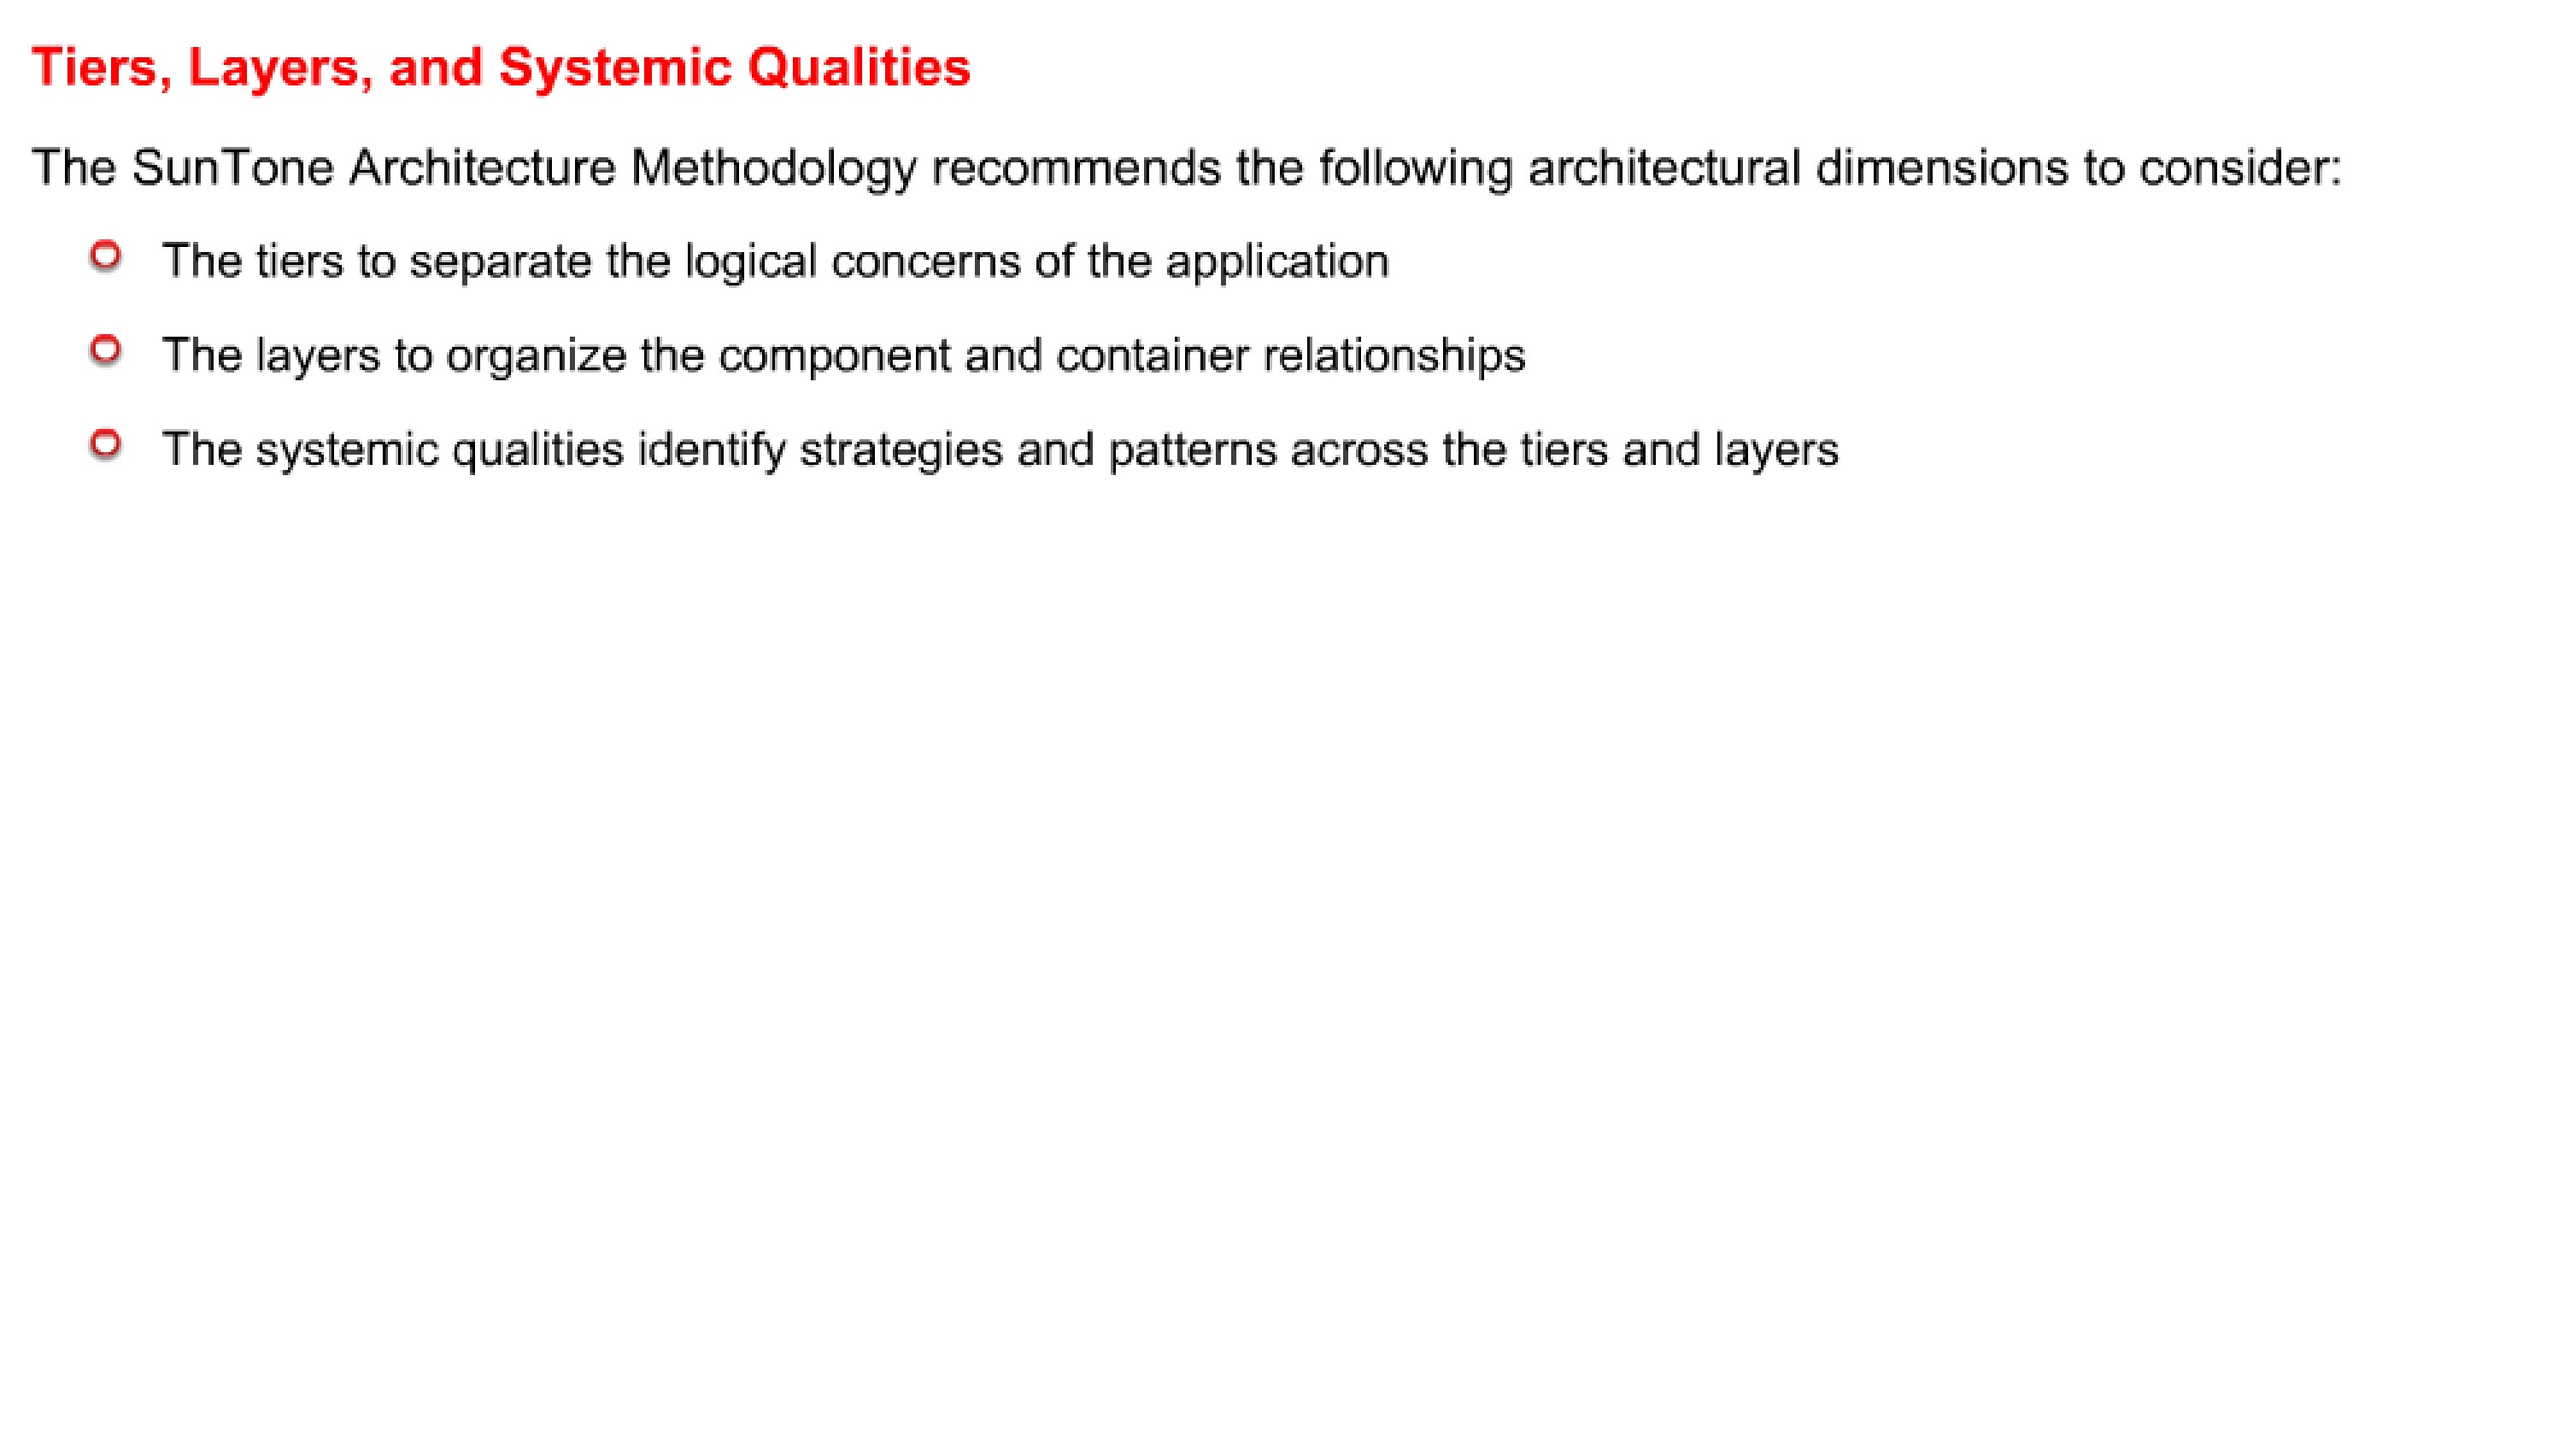 Tiers, Layers, and Systemic Qualities
The SunTone Architecture Methodology recommends the following architectural dimensions to consider:
The tiers to separate the logical concerns of the application
The layers to organize the component and container relationships
The systemic qualities identify strategies and patterns across the tiers and layers